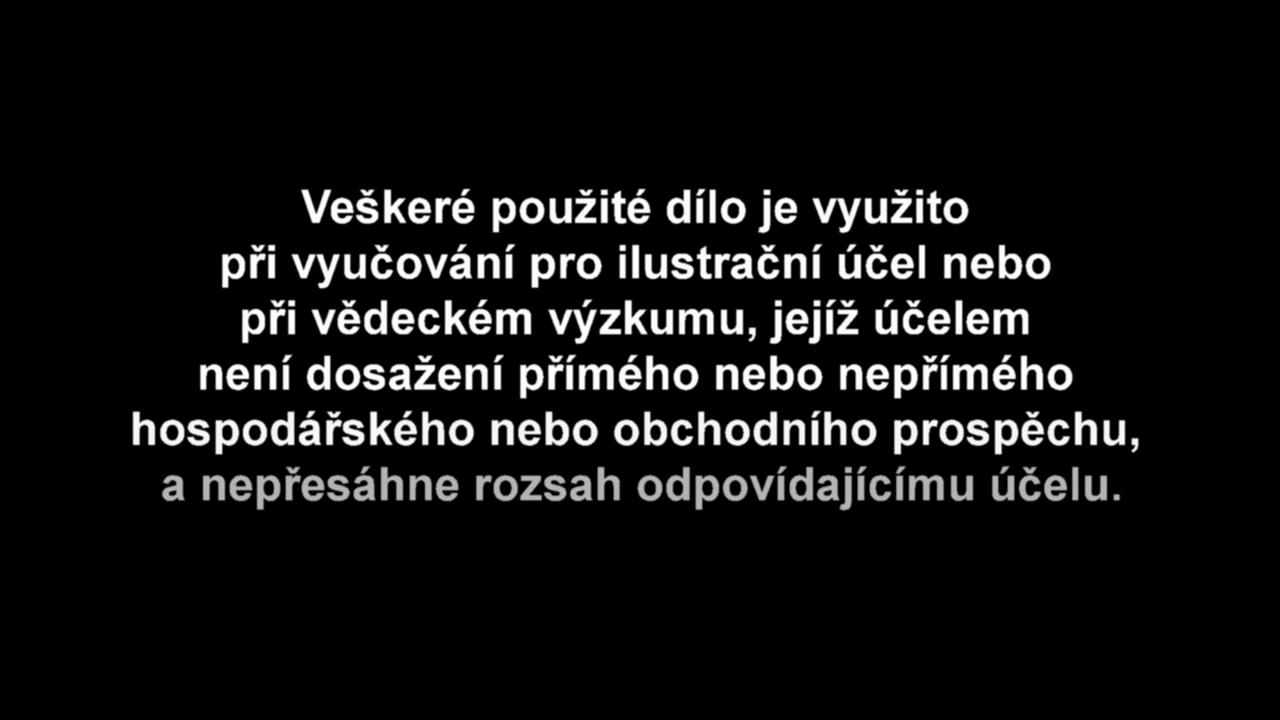 Veškeré použité dílo je využito
při vyučování pro ilustrační účel nebo
při vědeckém výzkumu, jejíž účelem
není dosažení přímého nebo nepřímého
hospodářského nebo obchodního prospěchu,
a nepřesáhne rozsah odpovídajícímu účelu.